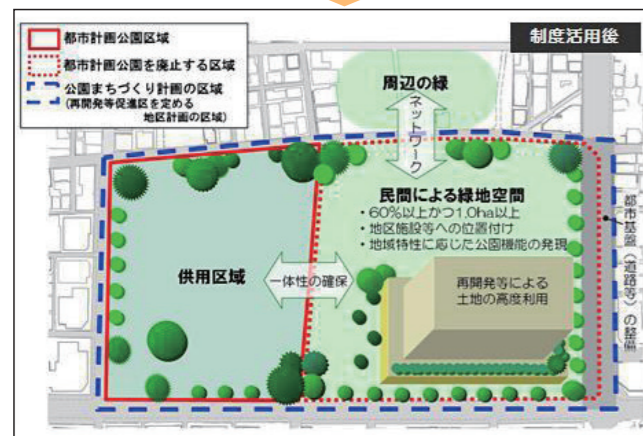 制度活用後
都市計画公園区域
都市計画公園を廃止する区域
公園まちづくり計画の区域
(再開発等促進区を定める
地区計画の区域)
周辺の緑
ネットワーク
民間による緑地空間
・60%以上かつ1.0ha以上
・地区施設等への位置付け
・地域特性に応じた公園機能の発現
供用区域
一体性の確保
再開発等による
土地の高度利用
都市基盤(道路等)の整備